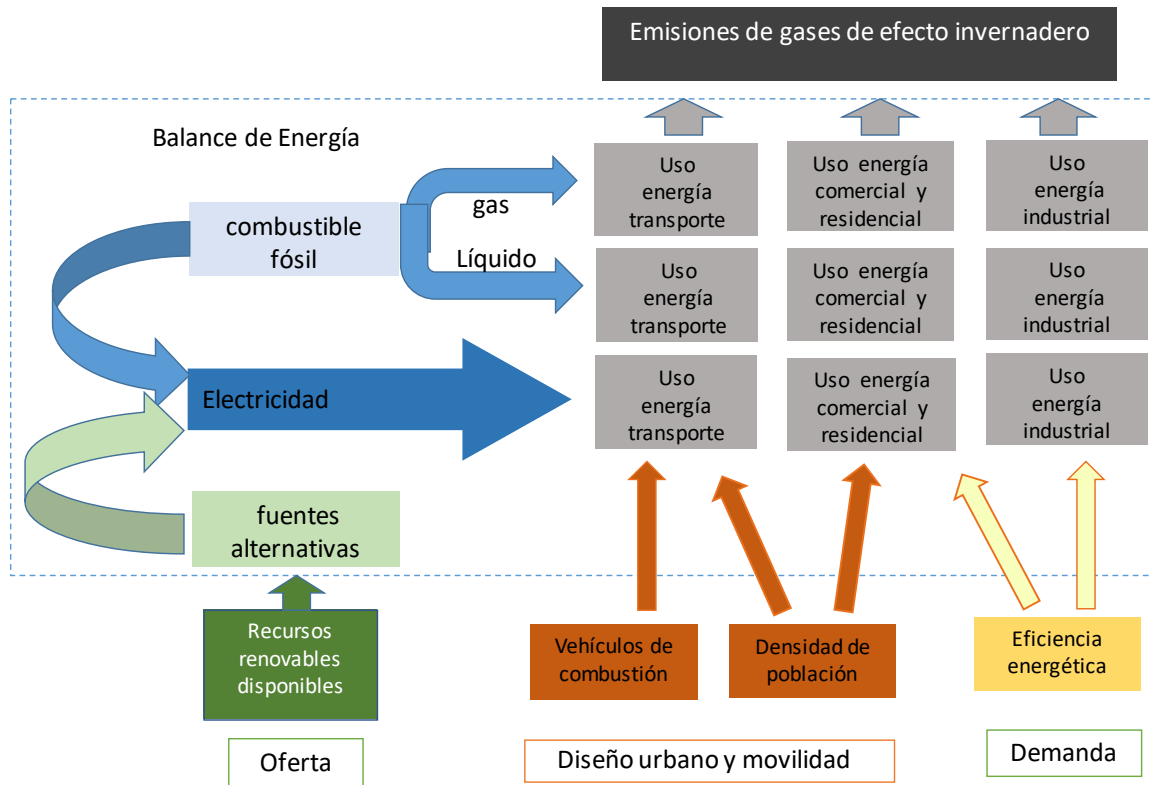 Emisiones de gases de efecto invernadero
Balance de Energía
combustible
fósil
gas
Líquido
Electricidad
fuentes
alternativas
Uso
energía
transporte
Uso energía
comercial y
residencial
Uso
energía
industrial
Uso
energía
transporte
Uso energía
comercial y
residencial
Uso
energía
industrial
Uso
energía
transporte
Uso energía
comercial y
residencial
Uso
energía
industrial
Recursos
renovables
disponibles
Vehículos de
combustión
Densidad de
población
Eficiencia
energética
Oferta
Diseño urbano y movilidad
Demanda